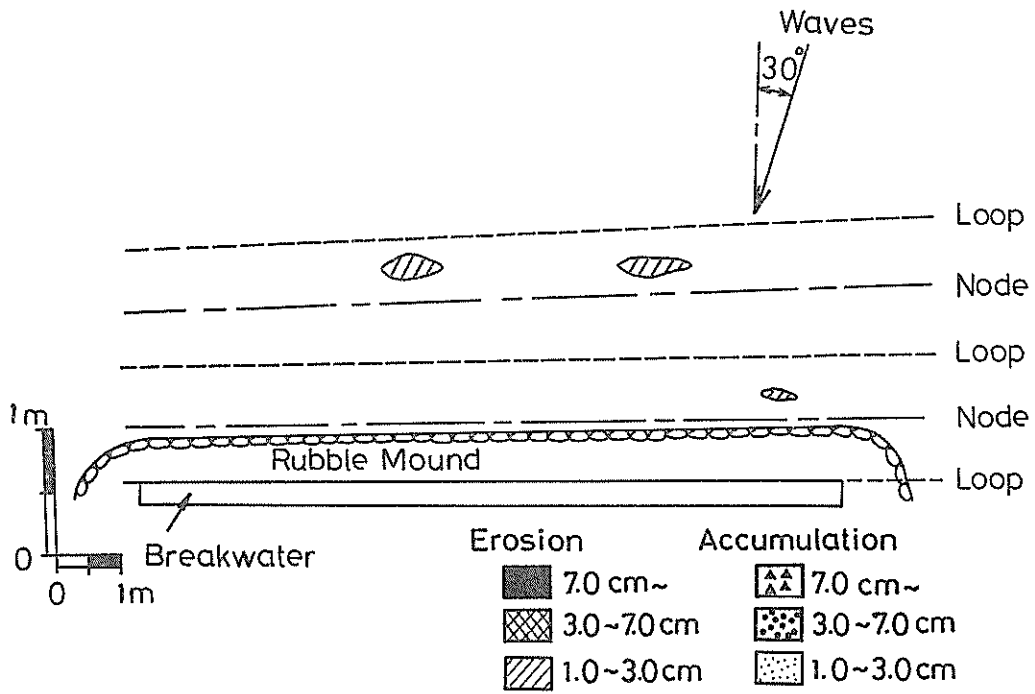 Waves
30°
Loop
Node
Loop
1m
Node
Rubble Mound
Loop
0
Breakwater
0 1m
Erosion Accumulation
7.0 cm~ 7.0 cm~
3.0~7.0 cm 3.0~7.0 cm
1.0~3.0 cm 1.0~3.0 cm